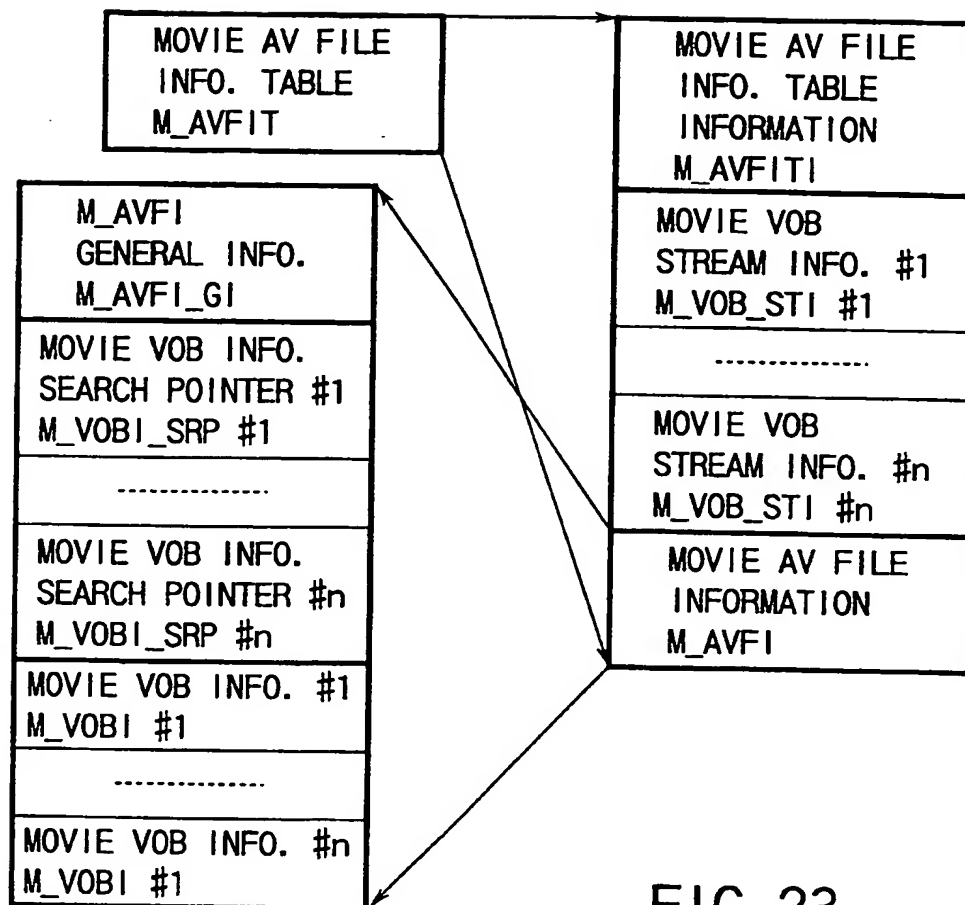 MOVIE AV FILE
INFO. TABLE
M_AVFIT
MOVIE AV FILE
INFO. TABLE
INFORMATION
M_AVFITI
MOVIE VOB
STREAM INFO. #1
M_VOB_STI #1
MOVIE VOB
STREAM INFO. #n
M_VOB_STI #n
MOVIE AV FILE
INFORMATION
M_AVFI
M_AVFI
GENERAL INFO.
M_AVFI_GI
MOVIE VOB INFO.
SEARCH POINTER #1
M_VOBI_SRP #1
MOVIE VOB INFO.
SEARCH POINTER #n
M_VOBI_SRP #n
MOVIE VOB INFO. #1
M_VOBI #1
MOVIE VOB INFO. #n
M_VOBI #1